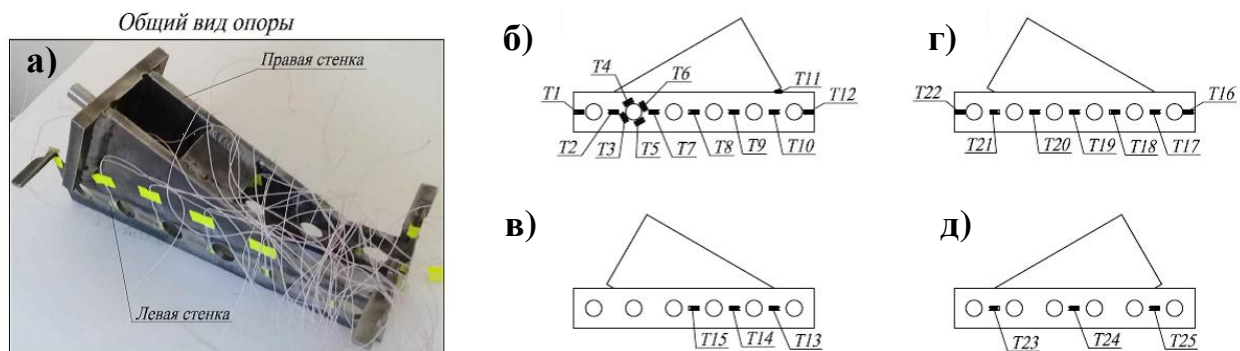 Общий вид опоры
а)
Правая стенка
Левая стенка
б)
T4
T6
T11
T1
T12
T2
T3
T5
T7
T8
T9
T10
г)
T22
T16
T21
T20
T19
T18
T17
в)
T15
T14
T13
д)
T23
T24
T25